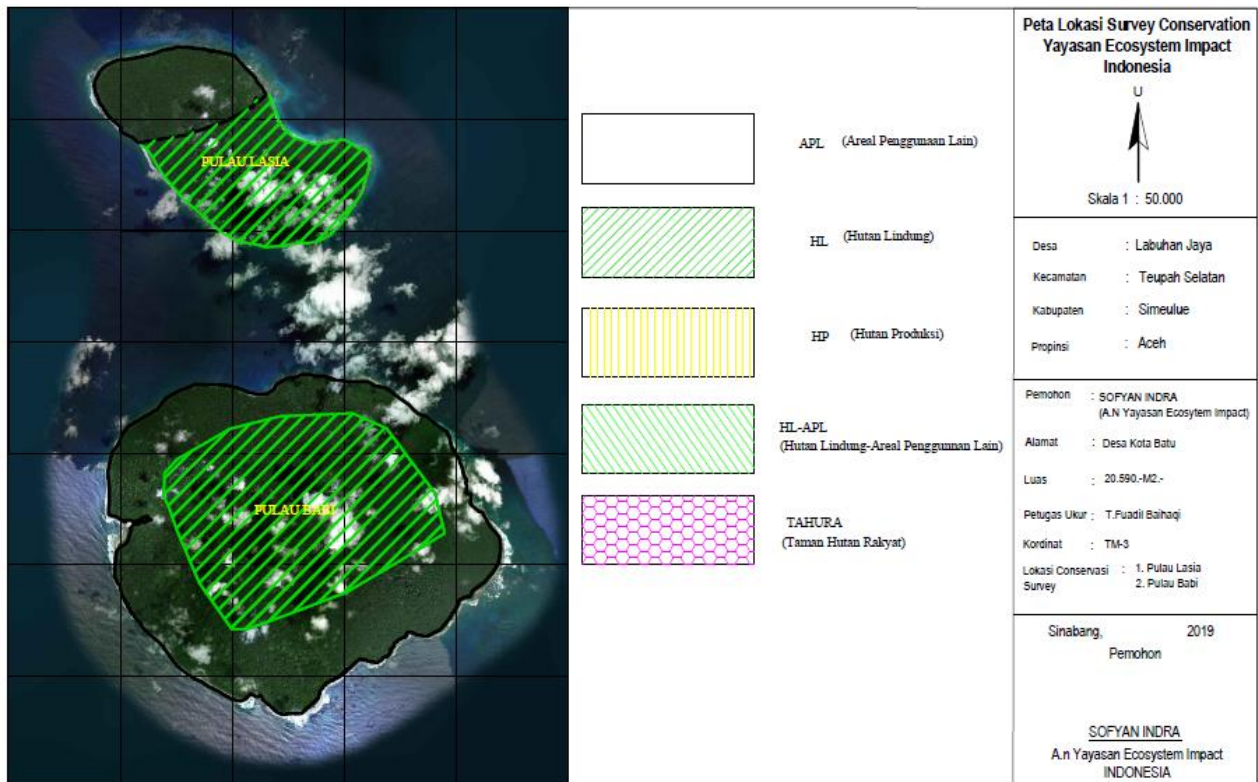 PULAU LASIA
PULAU BABI
APL (Areal Penggunaan Lain)
HL (Hutan Lindung)
HP (Hutan Produksi)
HL-APL
(Hutan Lindung-Areal Penggunnan Lain)
TAHURA
(Taman Hutan Rakyat)
Peta Lokasi Survey Conservation
Yayasan Ecosystem Impact
Indonesia
U
Skala 1 : 50.000
Desa : Labuhan Jaya
Kecamatan : Teupah Selatan
Kabupaten : Simeulue
Propinsi : Aceh
Pemohon : SOFYAN INDRA
(A.N Yayasan Ecosytem Impact)
Alamat : Desa Kota Batu
Luas : 20.590.-M2.-
Petugas Ukur : T.Fuadil Baihaqi
Kordinat : TM-3
Lokasi Conservasi : 1. Pulau Lasia
Survey 2. Pulau Babi
Sinabang, 2019
Pemohon
SOFYAN INDRA
A.n Yayasan Ecosystem Impact
INDONESIA